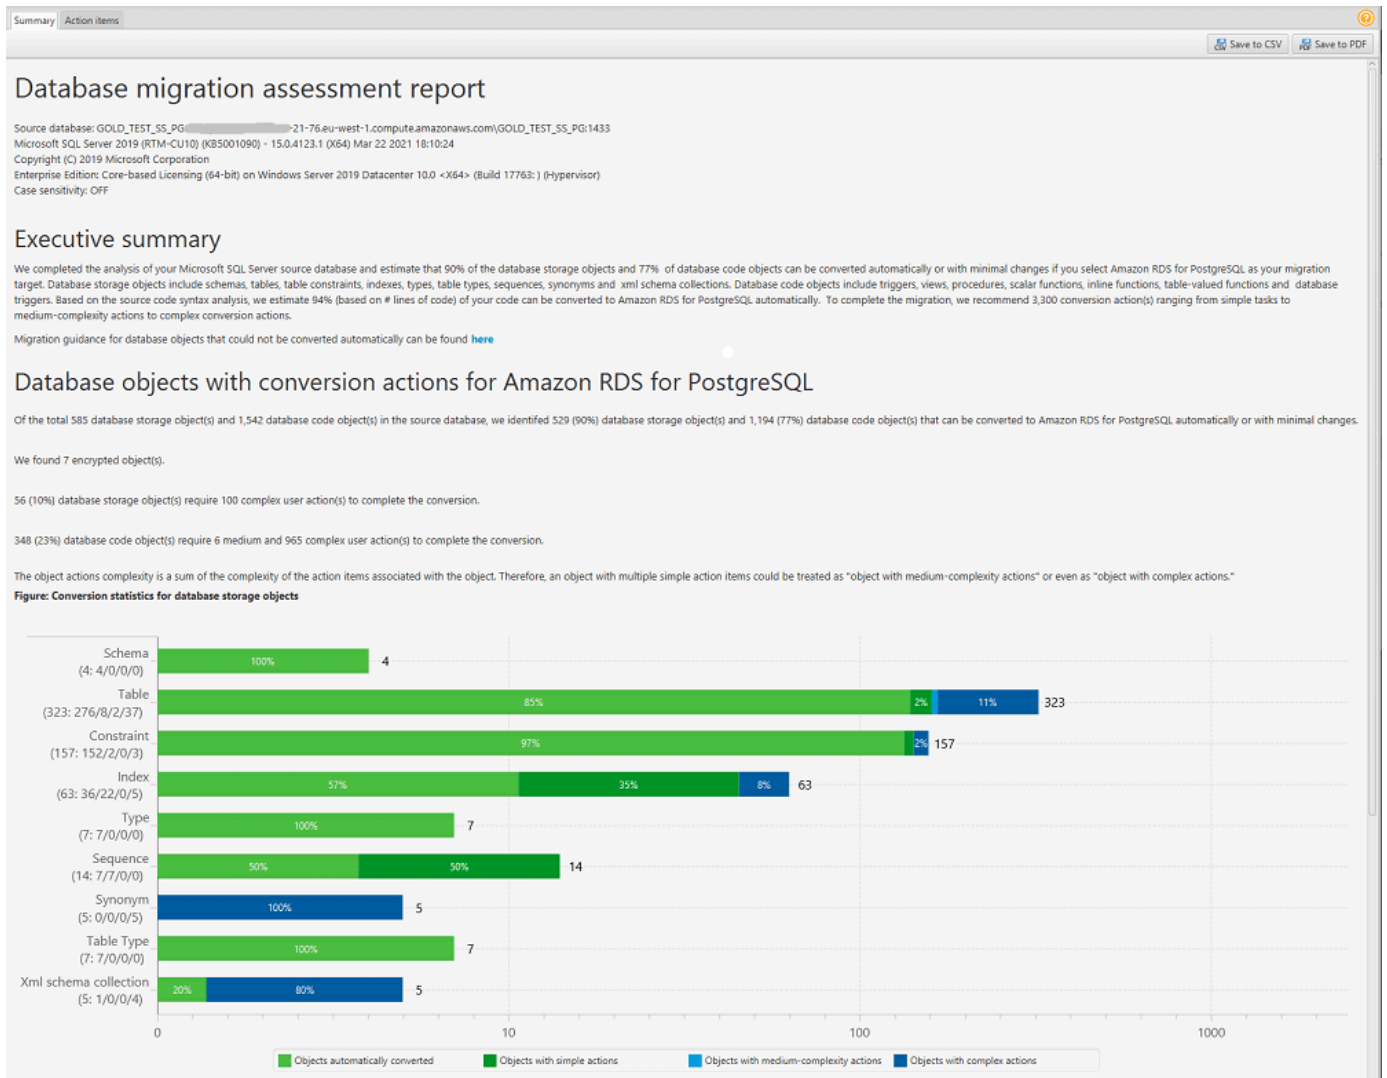 Summary Action items
Save to CSV Save to PDF
Database migration assessment report
Source database: GOLD_TEST_SS_PG -21-76.eu-west-1.compute.amazonaws.com\GOLD_TEST_SS_PG:1433
Microsoft SQL Server 2019 (RTM-CU10) (KB5001090) - 15.0.4123.1 (X64) Mar 22 2021 18:10:24
Copyright (C) 2019 Microsoft Corporation
Enterprise Edition: Core-based Licensing (64-bit) on Windows Server 2019 Datacenter 10.0 <X64> (Build 17763: ) (Hypervisor)
Case sensitivity: OFF
Executive summary
We completed the analysis of your Microsoft SQL Server source database and estimate that 90% of the database storage objects and 77% of database code objects can be converted automatically or with minimal changes if you select Amazon RDS for PostgreSQL as your migration
target. Database storage objects include schemas, tables, table constraints, indexes, types, table types, sequences, synonyms and xml schema collections. Database code objects include triggers, views, procedures, scalar functions, inline functions, table-valued functions and database
triggers. Based on the source code syntax analysis, we estimate 94% (based on # lines of code) of your code can be converted to Amazon RDS for PostgreSQL automatically. To complete the migration, we recommend 3,300 conversion action(s) ranging from simple tasks to
medium-complexity actions to complex conversion actions.
Migration guidance for database objects that could not be converted automatically can be found here
Database objects with conversion actions for Amazon RDS for PostgreSQL
Of the total 585 database storage object(s) and 1,542 database code object(s) in the source database, we identifed 529 (90%) database storage object(s) and 1,194 (77%) database code object(s) that can be converted to Amazon RDS for PostgreSQL automatically or with minimal changes.
We found 7 encrypted object(s).
56 (10%) database storage object(s) require 100 complex user action(s) to complete the conversion.
348 (23%) database code object(s) require 6 medium and 965 complex user action(s) to complete the conversion.
The object actions complexity is a sum of the complexity of the action items associated with the object. Therefore, an object with multiple simple action items could be treated as "object with medium-complexity actions" or even as "object with complex actions."
Figure: Conversion statistics for database storage objects
Schema
(4: 4/0/0/0)
100% 4
Table
(323: 276/8/2/37)
85% 2% 11% 323
Constraint
(157: 152/2/0/3)
97% 2% 157
Index
(63: 36/22/0/5)
57% 35% 8% 63
Type
(7: 7/0/0/0)
100% 7
Sequence
(14: 7/7/0/0)
50% 50% 14
Synonym
(5: 0/0/0/5)
100% 5
Table Type
(7: 7/0/0/0)
100% 7
Xml schema collection
(5: 1/0/0/4)
20% 80% 5
0 10 100 1000
Objects automatically converted Objects with simple actions Objects with medium-complexity actions Objects with complex actions